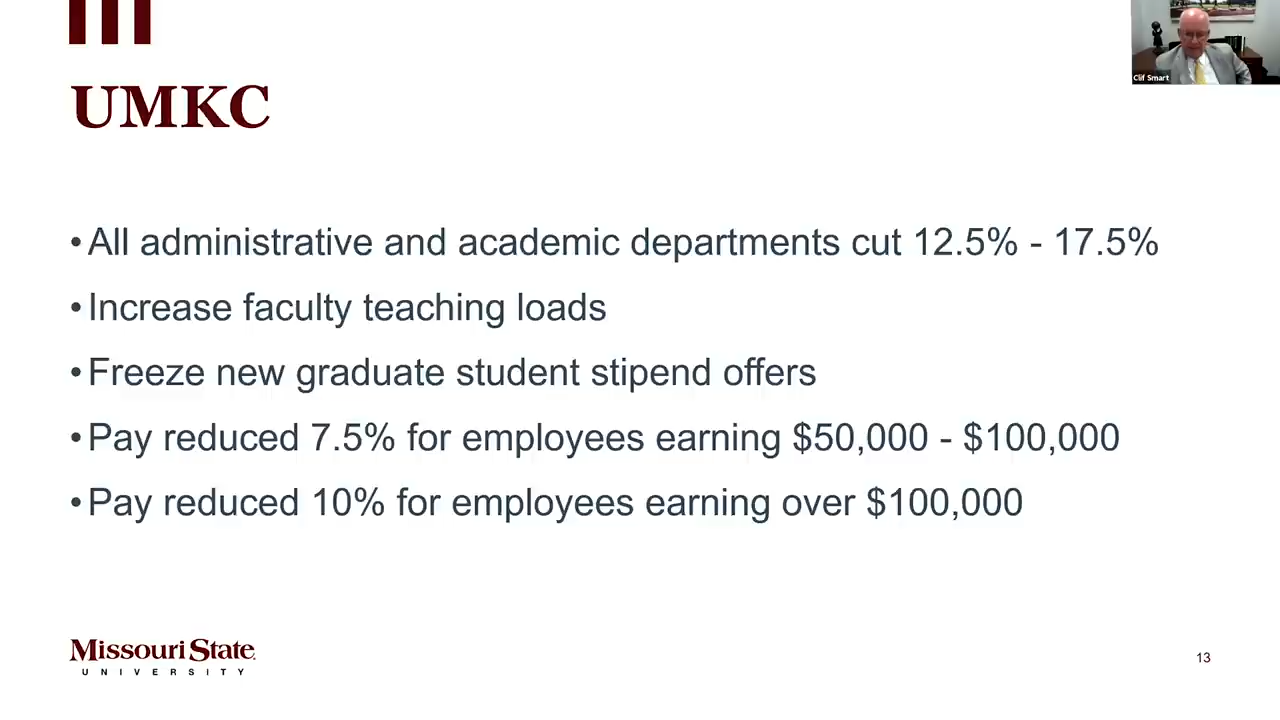 Clif Smart
UMKC
• All administrative and academic departments cut 12.5% - 17.5%
• Increase faculty teaching loads
• Freeze new graduate student stipend offers
• Pay reduced 7.5% for employees earning $50,000 - $100,000
• Pay reduced 10% for employees earning over $100,000
Missouri State
UNIVERSITY
13